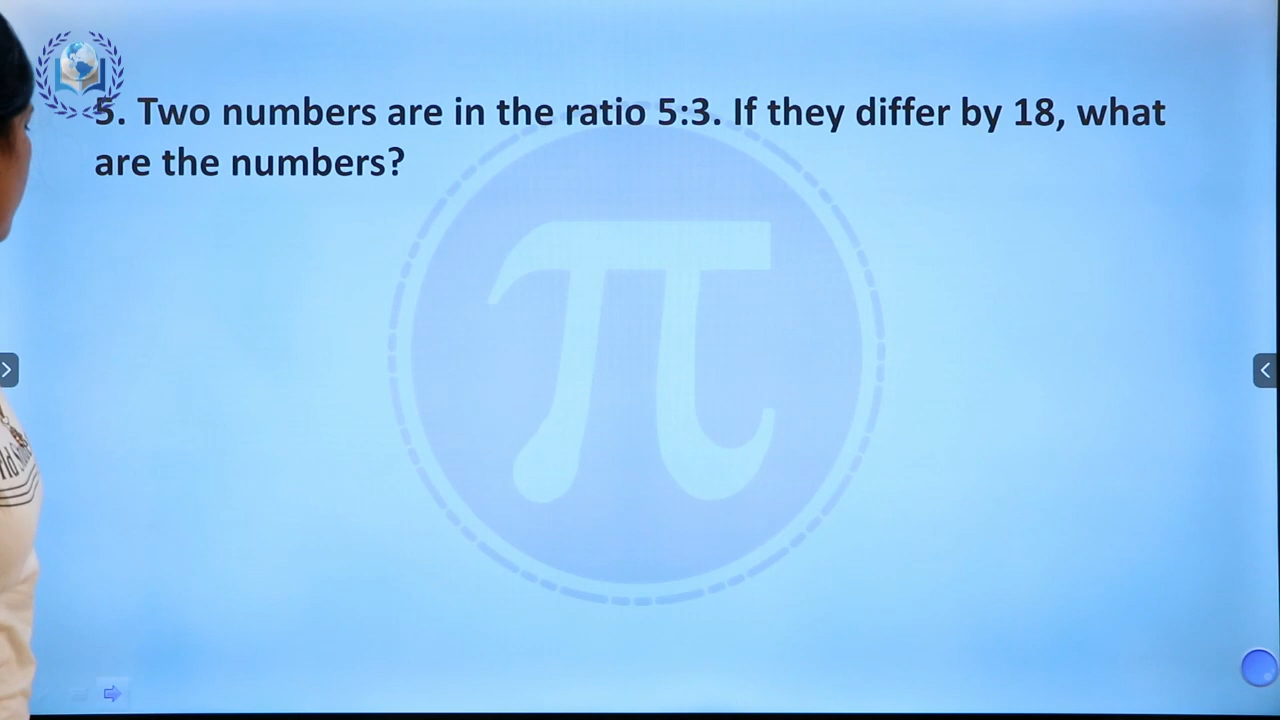 5. Two numbers are in the ratio 5:3. If they differ by 18, what
are the numbers?
π